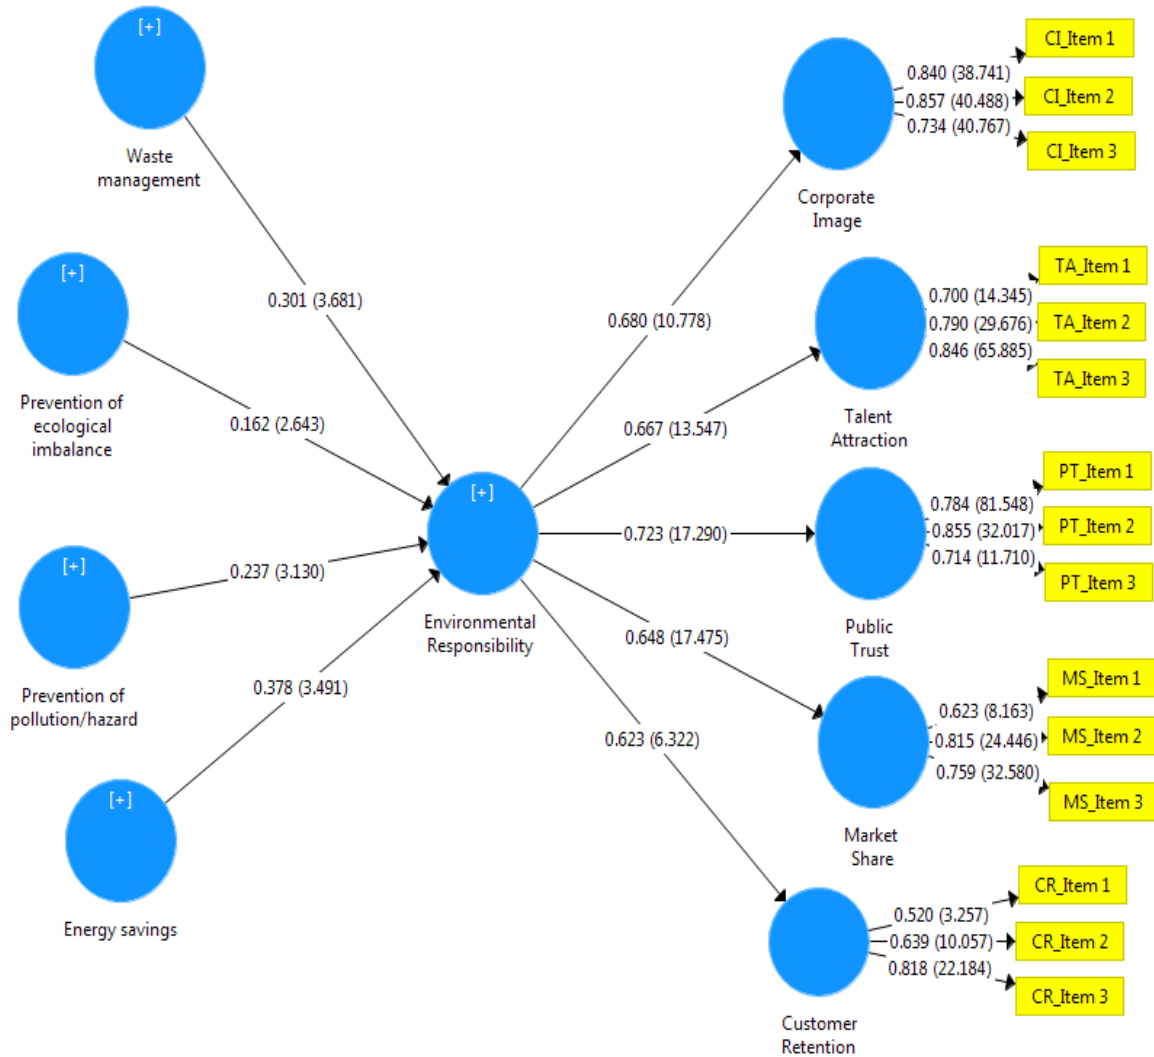 [+]
Waste
management
[+]
Prevention of
ecological
imbalance
[+]
Prevention of
pollution/hazard
[+]
Energy savings
0.301 (3.681)
0.162 (2.643)
0.237 (3.130)
0.378 (3.491)
[+]
Environmental
Responsibility
0.680 (10.778)
0.667 (13.547)
0.723 (17.290)
0.648 (17.475)
0.623 (6.322)
Corporate
Image
0.840 (38.741)
0.857 (40.488)
0.734 (40.767)
CI_Item 1
CI_Item 2
CI_Item 3
Talent
Attraction
0.700 (14.345)
0.790 (29.676)
0.846 (65.885)
TA_Item 1
TA_Item 2
TA_Item 3
Public
Trust
0.784 (81.548)
0.855 (32.017)
0.714 (11.710)
PT_Item 1
PT_Item 2
PT_Item 3
Market
Share
0.623 (8.163)
0.815 (24.446)
0.759 (32.580)
MS_Item 1
MS_Item 2
MS_Item 3
Customer
Retention
0.520 (3.257)
0.639 (10.057)
0.818 (22.184)
CR_Item 1
CR_Item 2
CR_Item 3